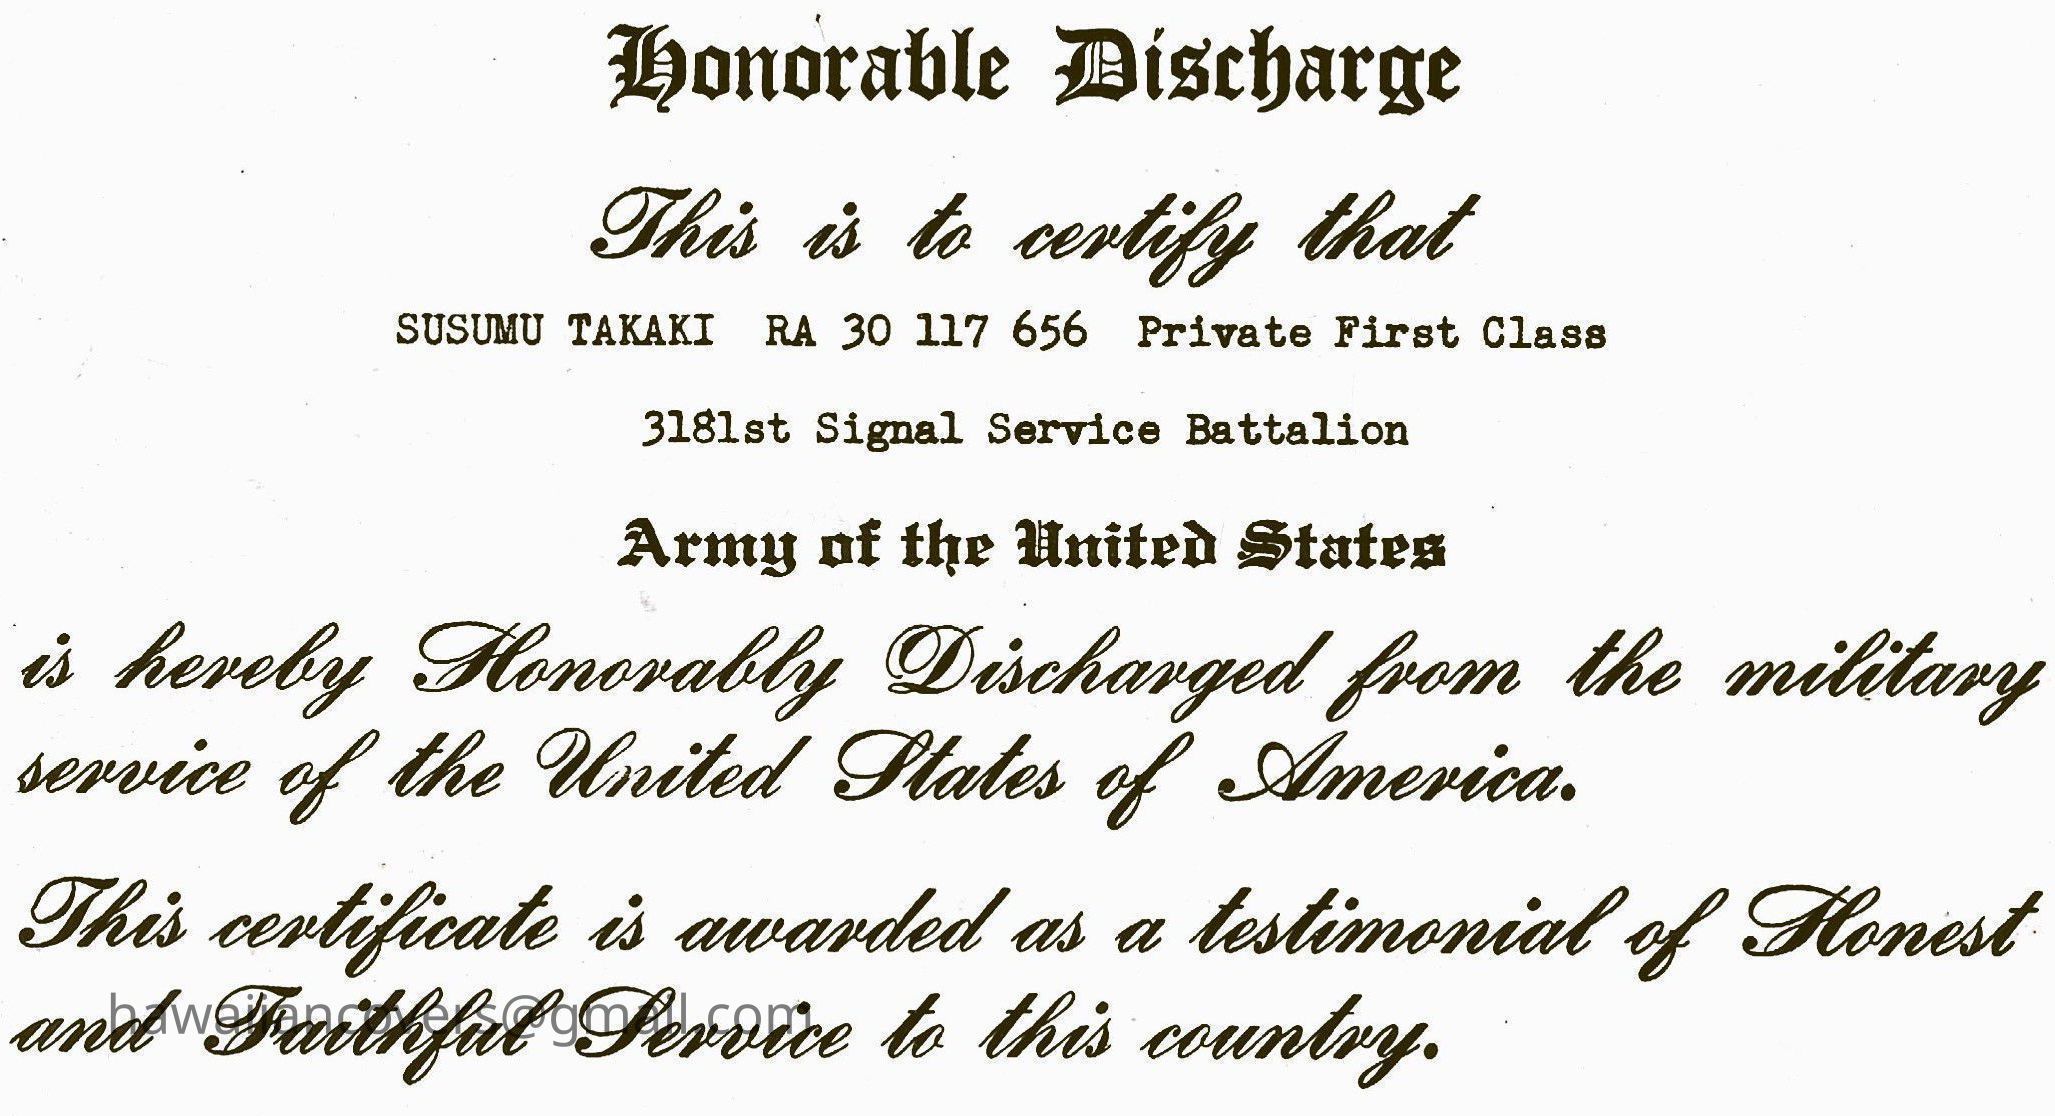 Honorable Discharge
This is to certify that
SUSUMU TAKAKI RA 30 117 656 Private First Class
3181st Signal Service Battalion
Army of the United States
is hereby Honorably Discharged from the military
service of the United States of America.
This certificate is awarded as a testimonial of Honest
and Faithful Service to this country.
hawaiiancovers@gmail.com